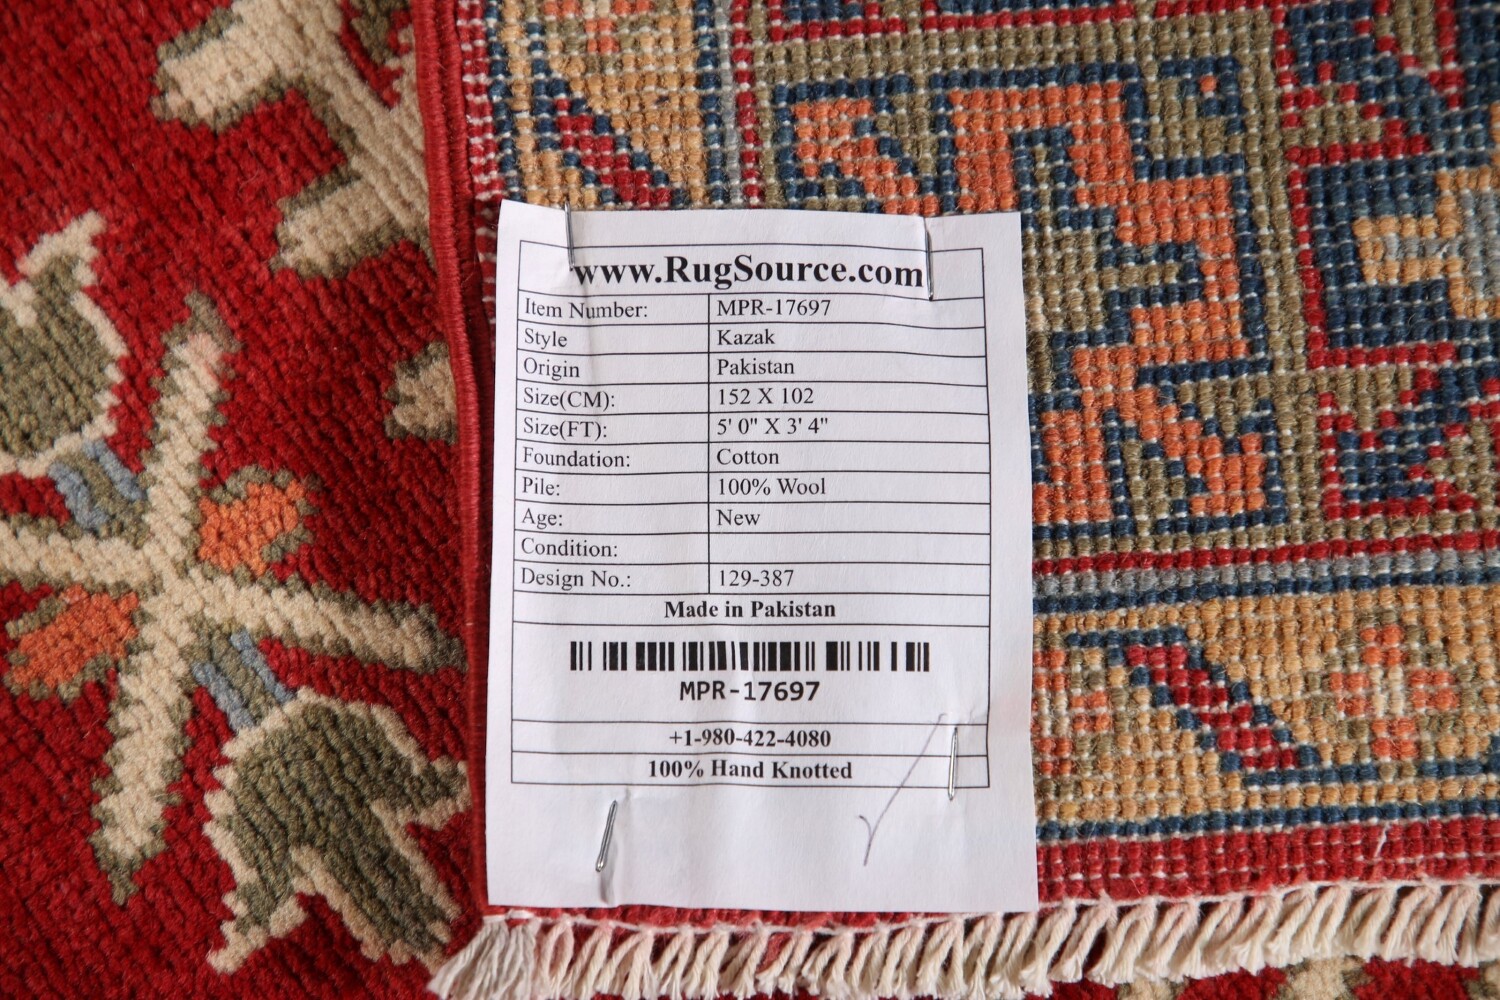 www.RugSource.com
Item Number: MPR-17697
Style Kazak
Origin Pakistan
Size(CM): 152 X 102
Size(FT): 5' 0" X 3' 4"
Foundation: Cotton
Pile: 100% Wool
Age: New
Condition:
Design No.: 129-387
Made in Pakistan
MPR-17697
+1-980-422-4080
100% Hand Knotted